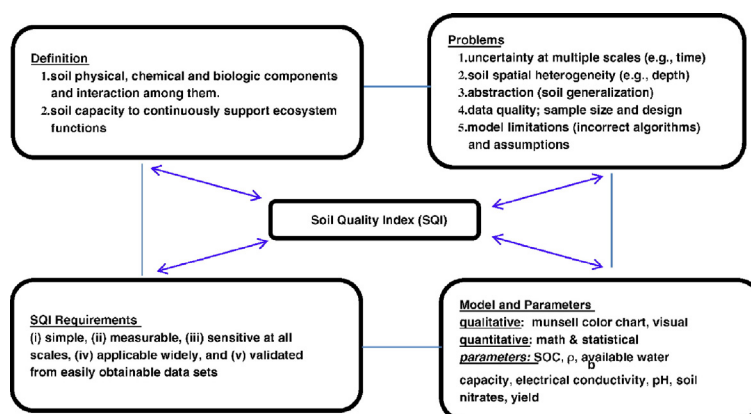 Definition
1.soil physical, chemical and biologic components
and interaction among them.
2.soil capacity to continuously support ecosystem
functions
Problems
1.uncertainty at multiple scales (e.g., time)
2.soil spatial heterogeneity (e.g., depth)
3.abstraction (soil generalization)
4.data quality; sample size and design
5.model limitations (incorrect algorithms)
and assumptions
Soil Quality Index (SQI)
SQI Requirements
(i) simple, (ii) measurable, (iii) sensitive at all
scales, (iv) applicable widely, and (v) validated
from easily obtainable data sets
Model and Parameters
qualitative: munsell color chart, visual
quantitative: math & statistical
parameters: SOC, ρb, available water
capacity, electrical conductivity, pH, soil
nitrates, yield